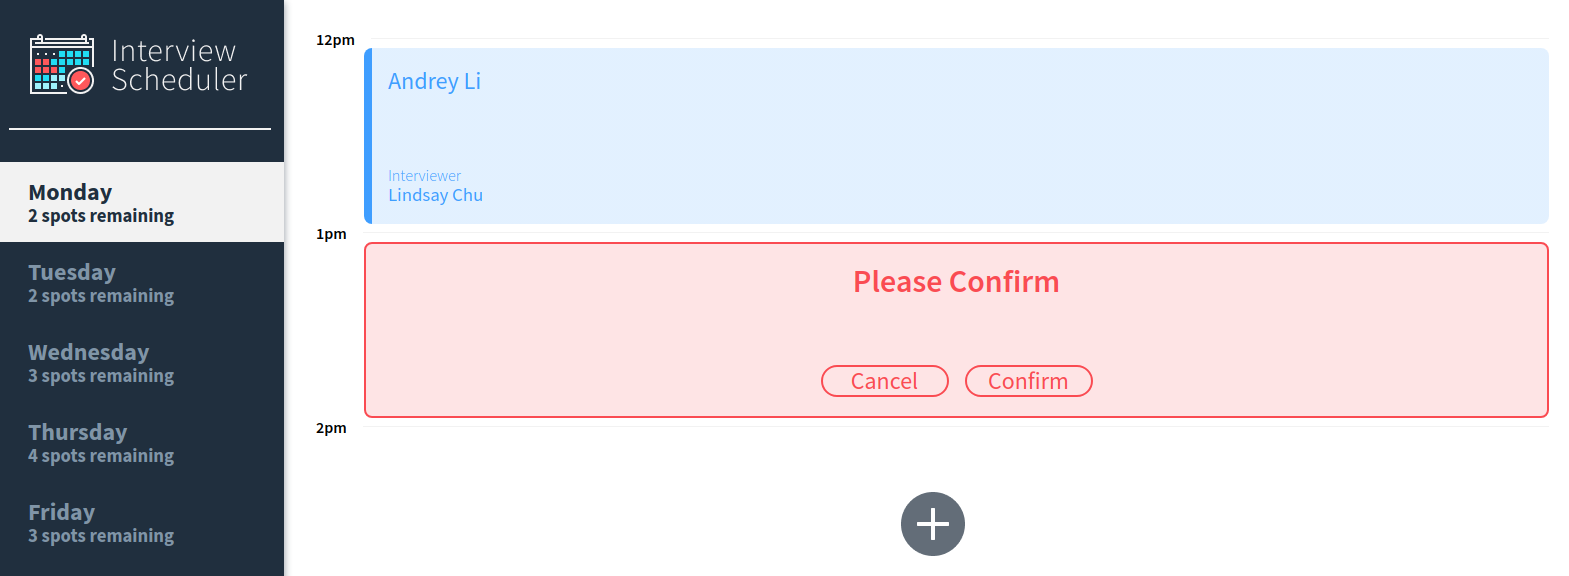 Interview
Scheduler
Monday
2 spots remaining
Tuesday
2 spots remaining
Wednesday
3 spots remaining
Thursday
4 spots remaining
Friday
3 spots remaining
12pm
Andrey Li
Interviewer
Lindsay Chu
1pm
Please Confirm
Cancel
Confirm
2pm